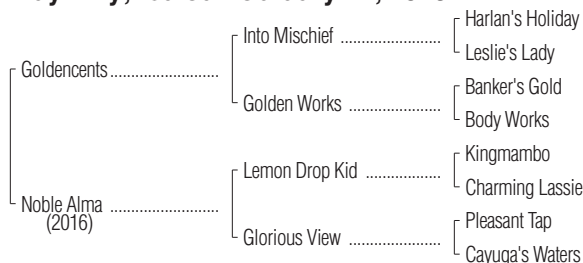 Harlan's Holiday
Into Mischief ......................
Leslie's Lady
Goldencents........................
Banker's Gold
Golden Works ....................
Body Works
Kingmambo
Lemon Drop Kid ................
Charming Lassie
Noble Alma ........................
(2016)
Pleasant Tap
Glorious View ....................
Cayuga's Waters